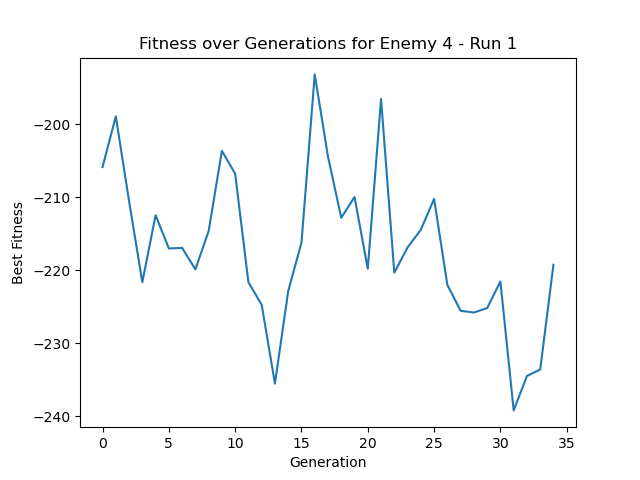 Fitness over Generations for Enemy 4 - Run 1
Best Fitness
−200
−210
−220
−230
−240
0 5 10 15 20 25 30 35
Generation